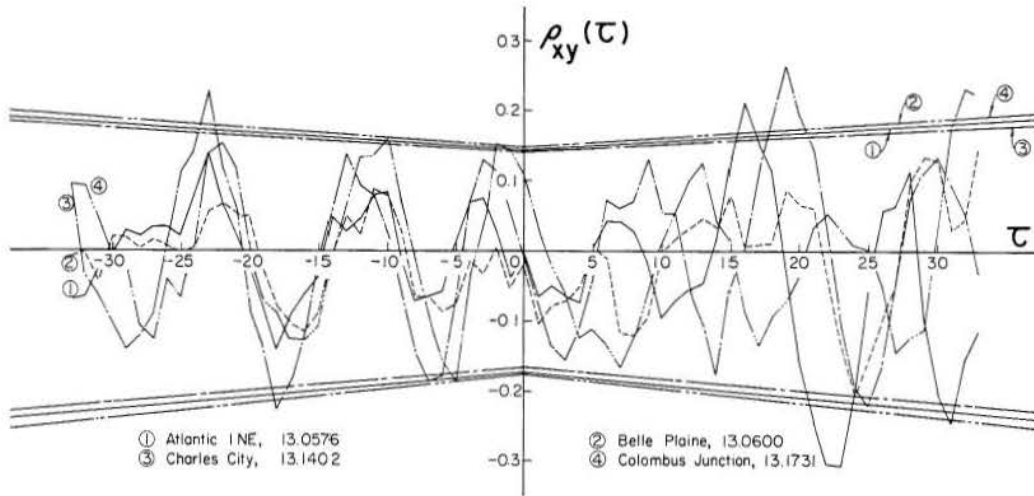 0.3
ρxy(τ)
0.2
② ④
① ③
④ 0.1
③
τ
② -30 -25 -20 -15 -10 -5 0 5 10 15 20 25 30
①
-0.1
-0.2
① Atlantic 1 NE, 13.0576 ② Belle Plaine, 13.0600
③ Charles City, 13.1402 ④ Colombus Junction, 13.1731
-0.3